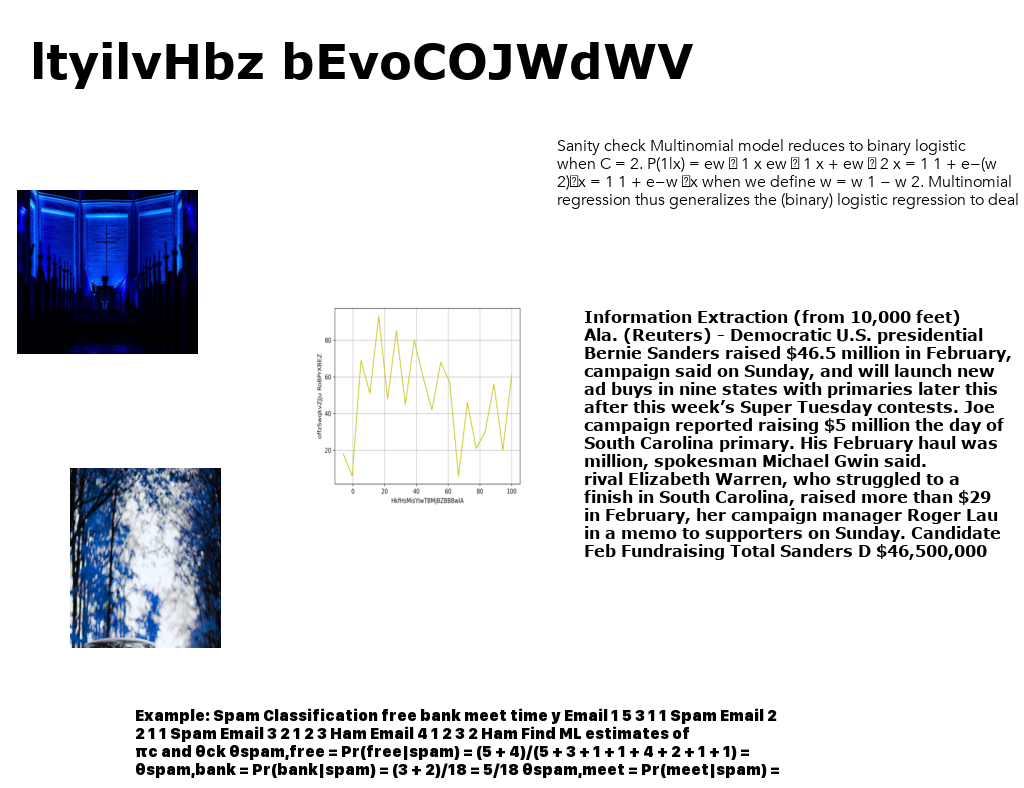 ltyilvHbz bEvoCOJWdWV
Sanity check Multinomial model reduces to binary logistic
when C = 2. P(1|x) = ew 1 x ew 1 x + ew 2 x = 1 1 + e−(w
2) x = 1 1 + e−w x when we define w = w 1 − w 2. Multinomial
regression thus generalizes the (binary) logistic regression to deal
Information Extraction (from 10,000 feet)
Ala. (Reuters) – Democratic U.S. presidential
Bernie Sanders raised $46.5 million in February,
campaign said on Sunday, and will launch new
ad buys in nine states with primaries later this
after this week’s Super Tuesday contests. Joe
campaign reported raising $5 million the day of
South Carolina primary. His February haul was
million, spokesman Michael Gwin said.
rival Elizabeth Warren, who struggled to a
finish in South Carolina, raised more than $29
in February, her campaign manager Roger Lau
in a memo to supporters on Sunday. Candidate
Feb Fundraising Total Sanders D $46,500,000
80
60
40
20
0 20 40 60 80 100
Example: Spam Classification free bank meet time y Email 1 5 3 1 1 Spam Email 2
2 1 1 Spam Email 3 2 1 2 3 Ham Email 4 1 2 3 2 Ham Find ML estimates of
πc and θck θspam,free = Pr(free|spam) = (5 + 4)/(5 + 3 + 1 + 1 + 4 + 2 + 1 + 1) =
θspam,bank = Pr(bank|spam) = (3 + 2)/18 = 5/18 θspam,meet = Pr(meet|spam) =